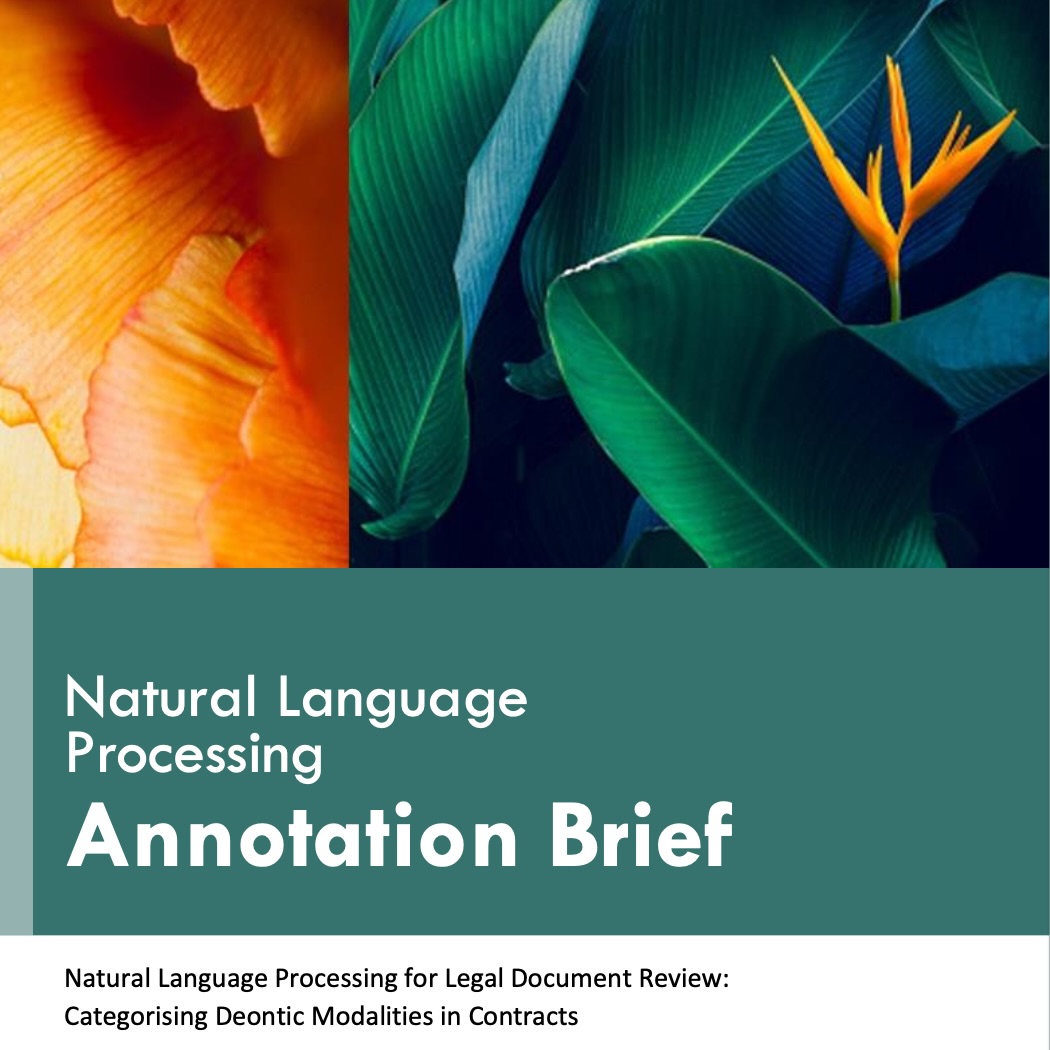 Natural Language
Processing
Annotation Brief
Natural Language Processing for Legal Document Review:
Categorising Deontic Modalities in Contracts